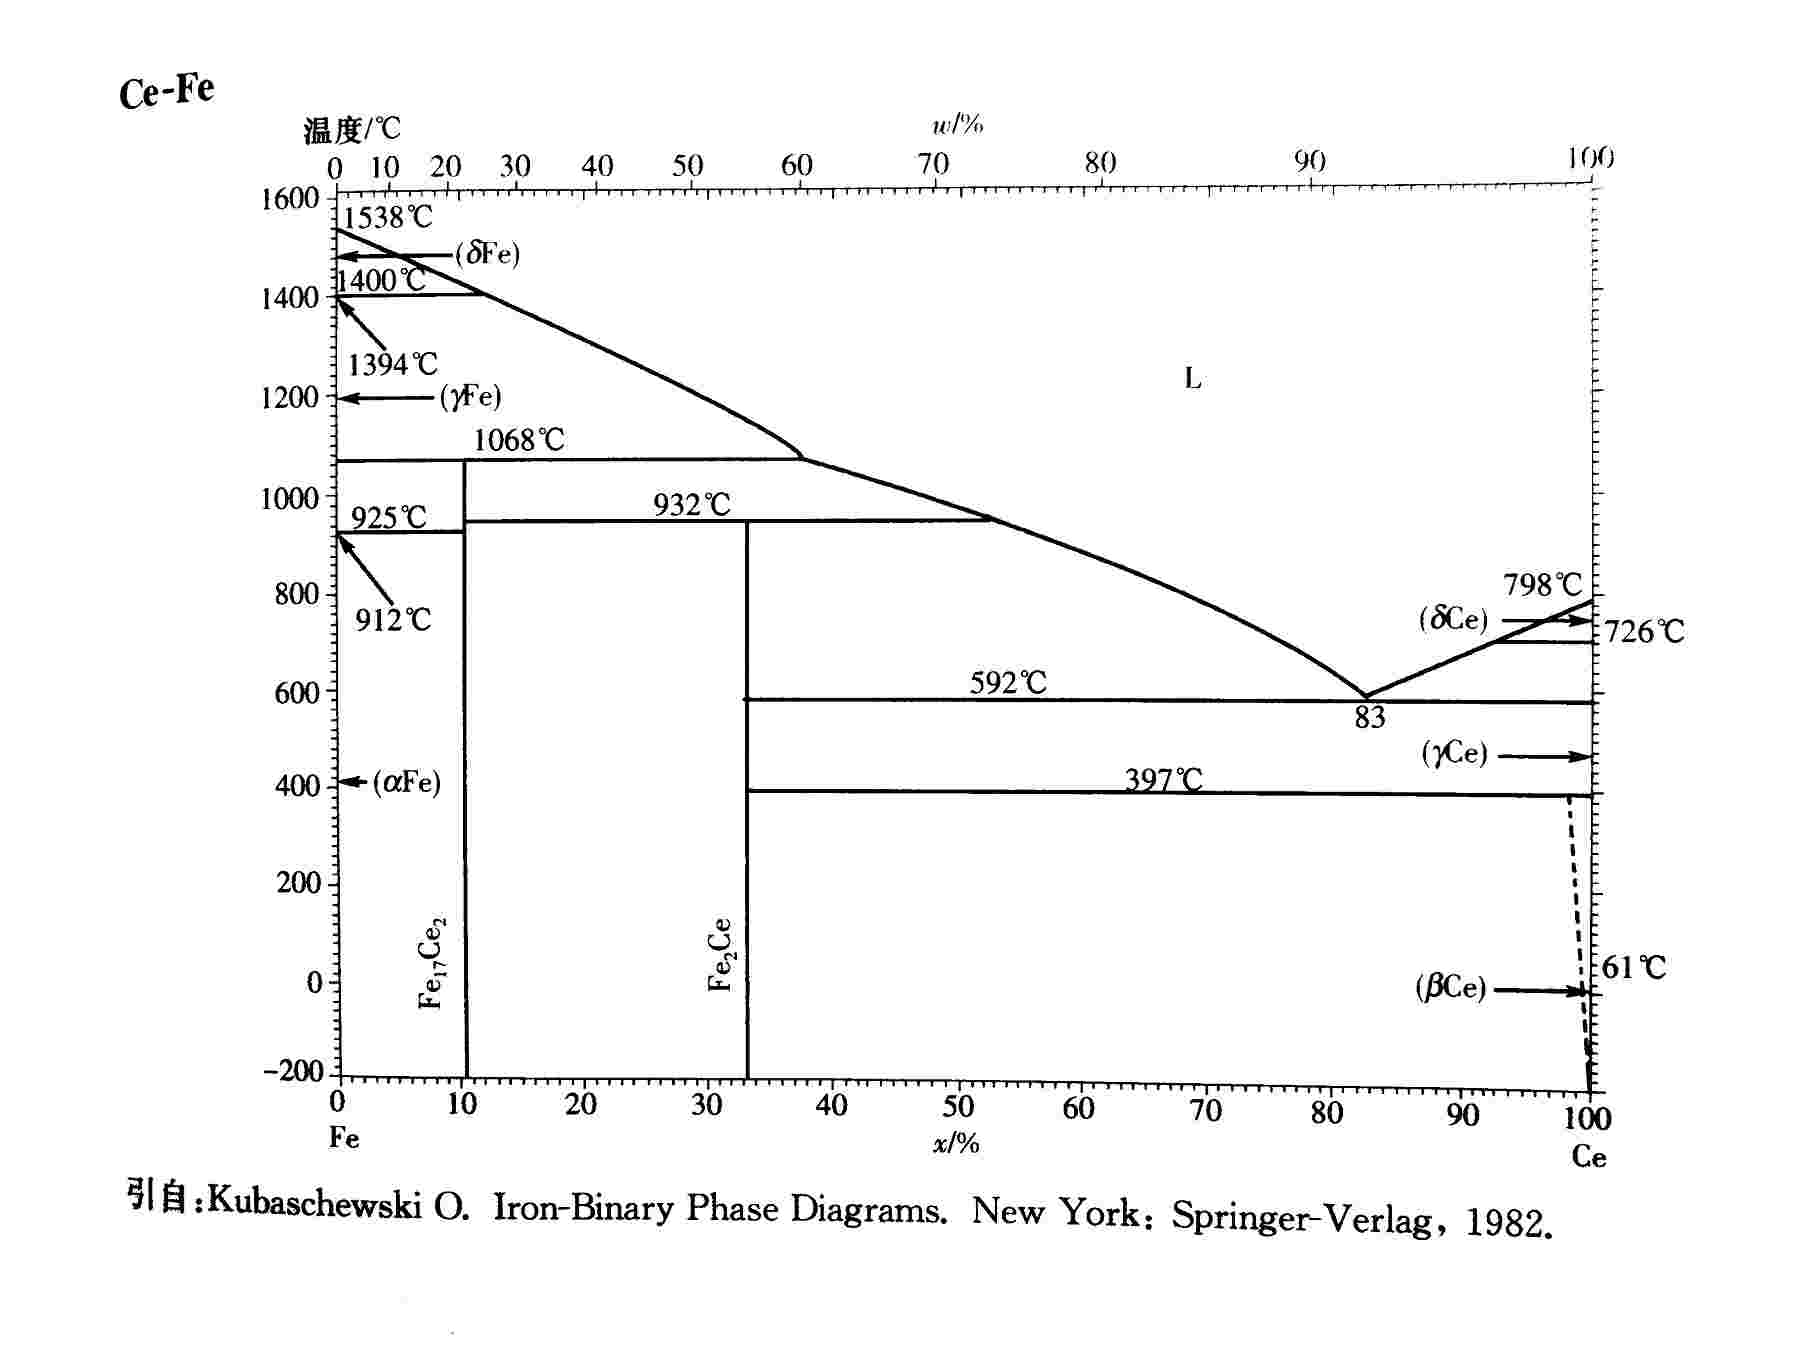 Ce-Fe
温度/℃
w/%
0 10 20 30 40 50 60 70 80 90 100
1600
1538℃
(δFe)
1400℃
1400
1394℃
L
1200
(γFe)
1068℃
1000
932℃
925℃
800
798℃
912℃
(δCe)
726℃
600
592℃
83
(γCe)
400
(αFe)
397℃
200
Fe₁₇Ce₂
Fe₂Ce
0
61℃
(βCe)
-200
0 10 20 30 40 50 60 70 80 90 100
Fe
x/%
Ce
引自:Kubaschewski O. Iron-Binary Phase Diagrams. New York: Springer-Verlag, 1982.